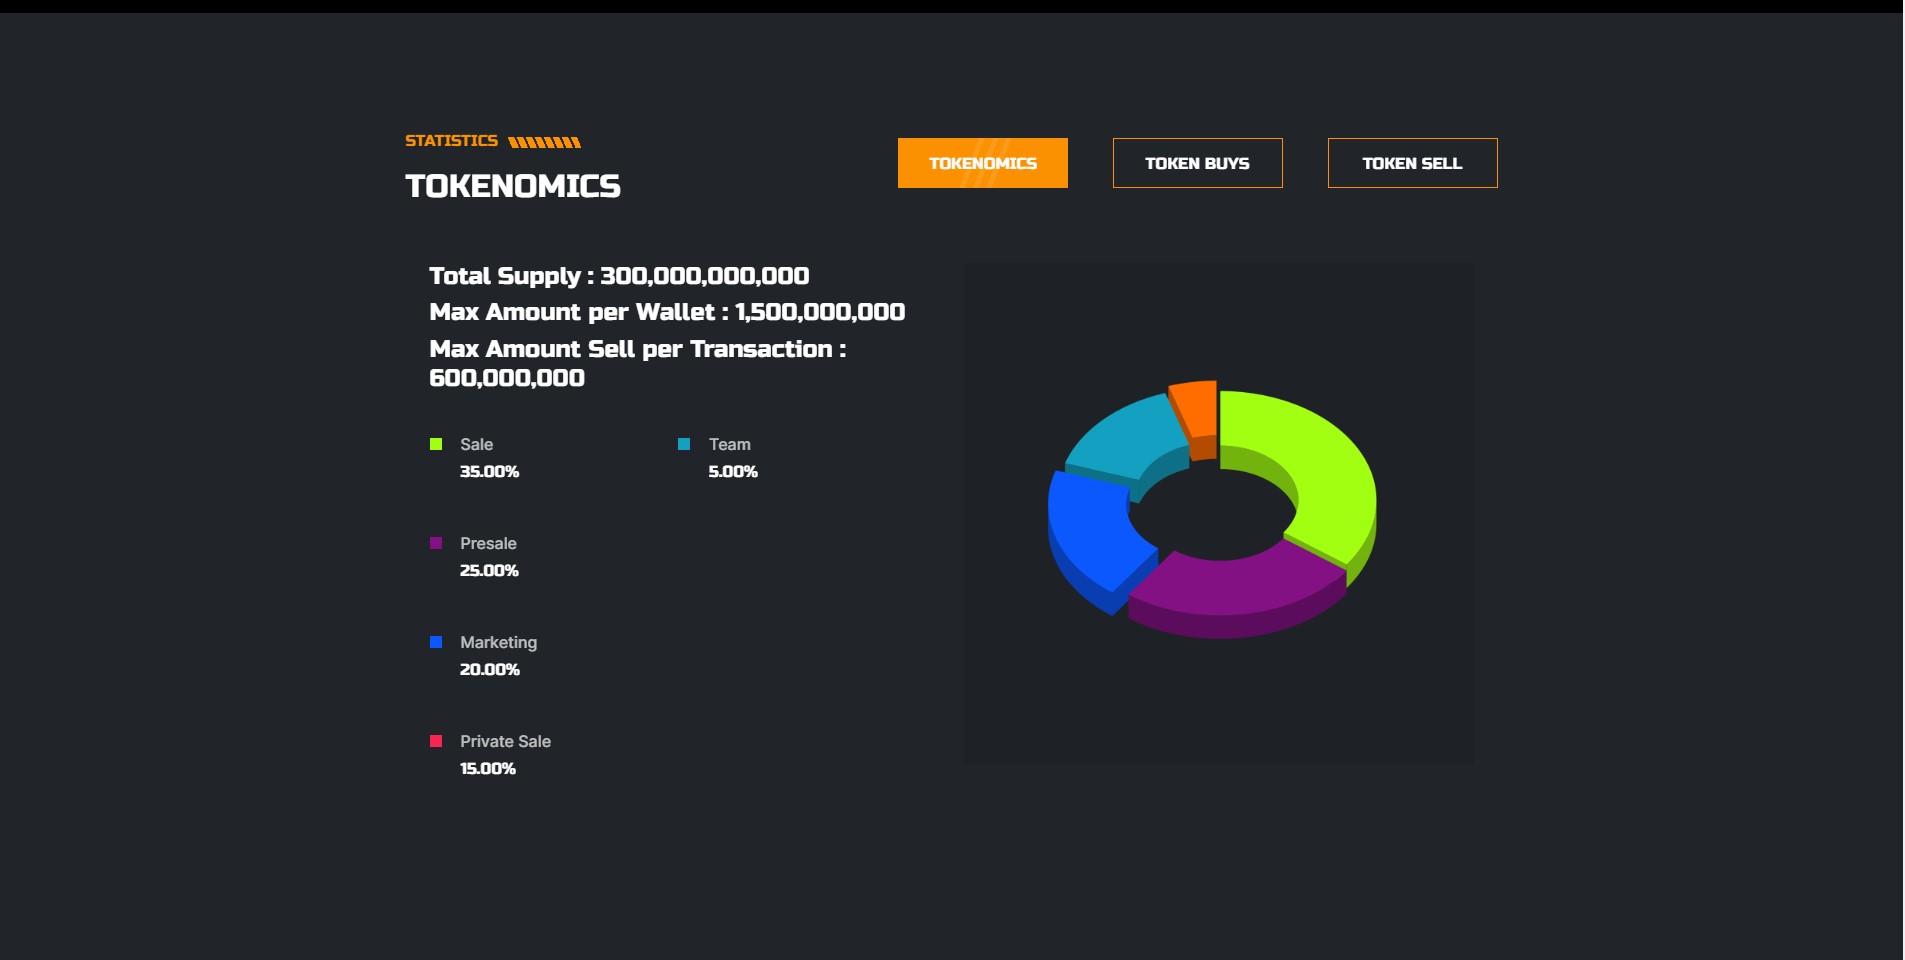 STATISTICS
TOKENOMICS
TOKENOMICS
TOKEN BUYS
TOKEN SELL
Total Supply : 300,000,000,000
Max Amount per Wallet : 1,500,000,000
Max Amount Sell per Transaction :
600,000,000
Sale
35.00%
Team
5.00%
Presale
25.00%
Marketing
20.00%
Private Sale
15.00%